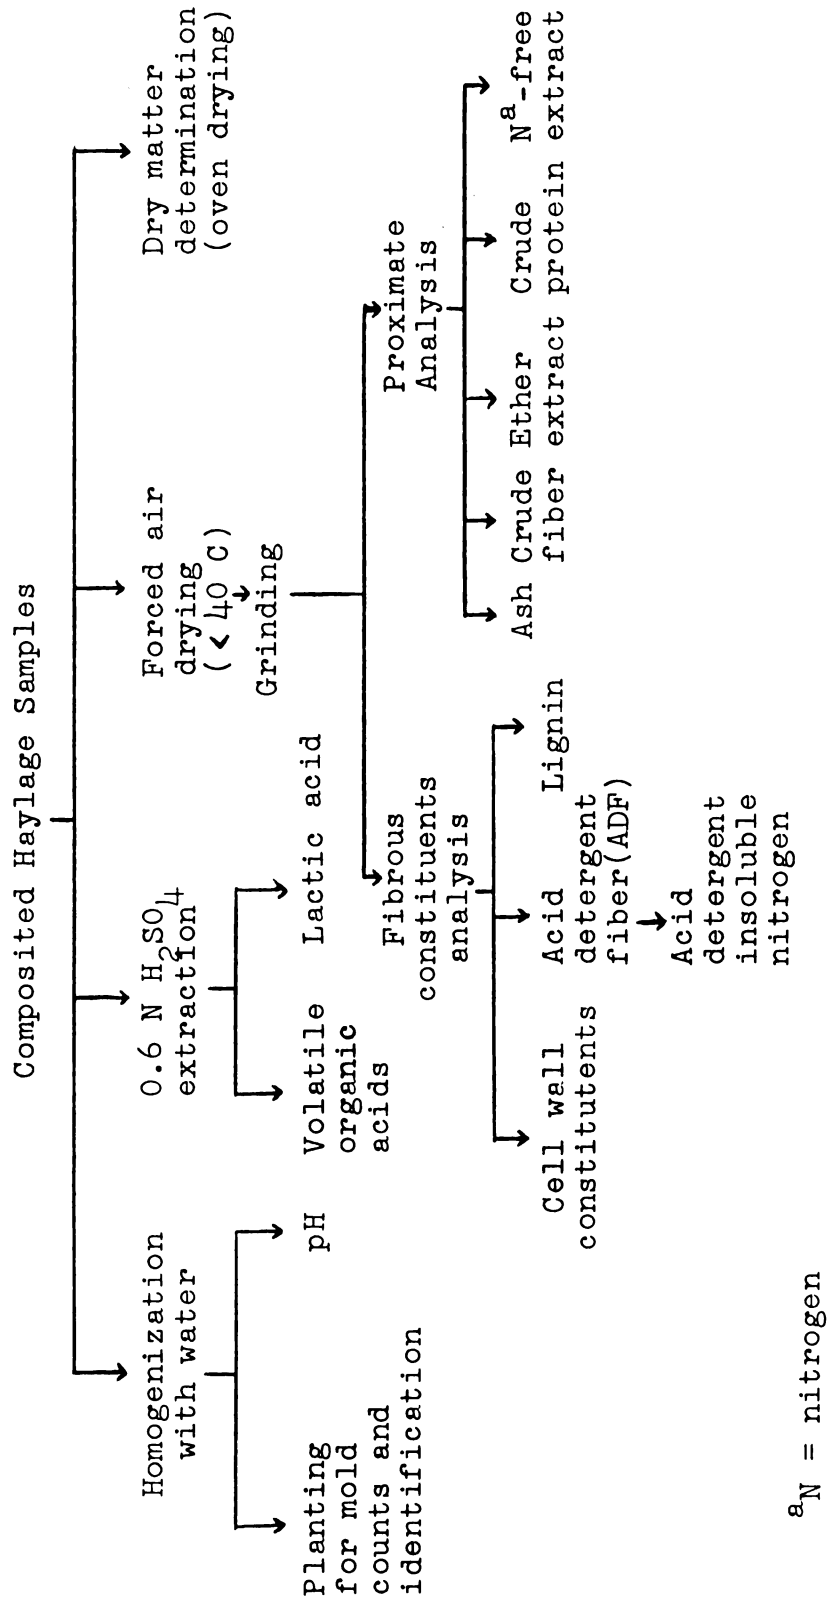 Composited Haylage Samples
Homogenization
with water
0.6 N H2SO4
extraction
Forced air
drying
(< 40 C)
Grinding
Dry matter
determination
(oven drying)
Planting
for mold
counts and
identification
pH
Volatile
organic
acids
Lactic acid
Fibrous
constituents
analysis
Proximate
Analysis
Cell wall
constitutents
Acid
detergent
fiber(ADF)
Acid
detergent
insoluble
nitrogen
Lignin
Ash
Crude
fiber
Ether
extract
Crude
protein
Nª-free
extract
ªN = nitrogen